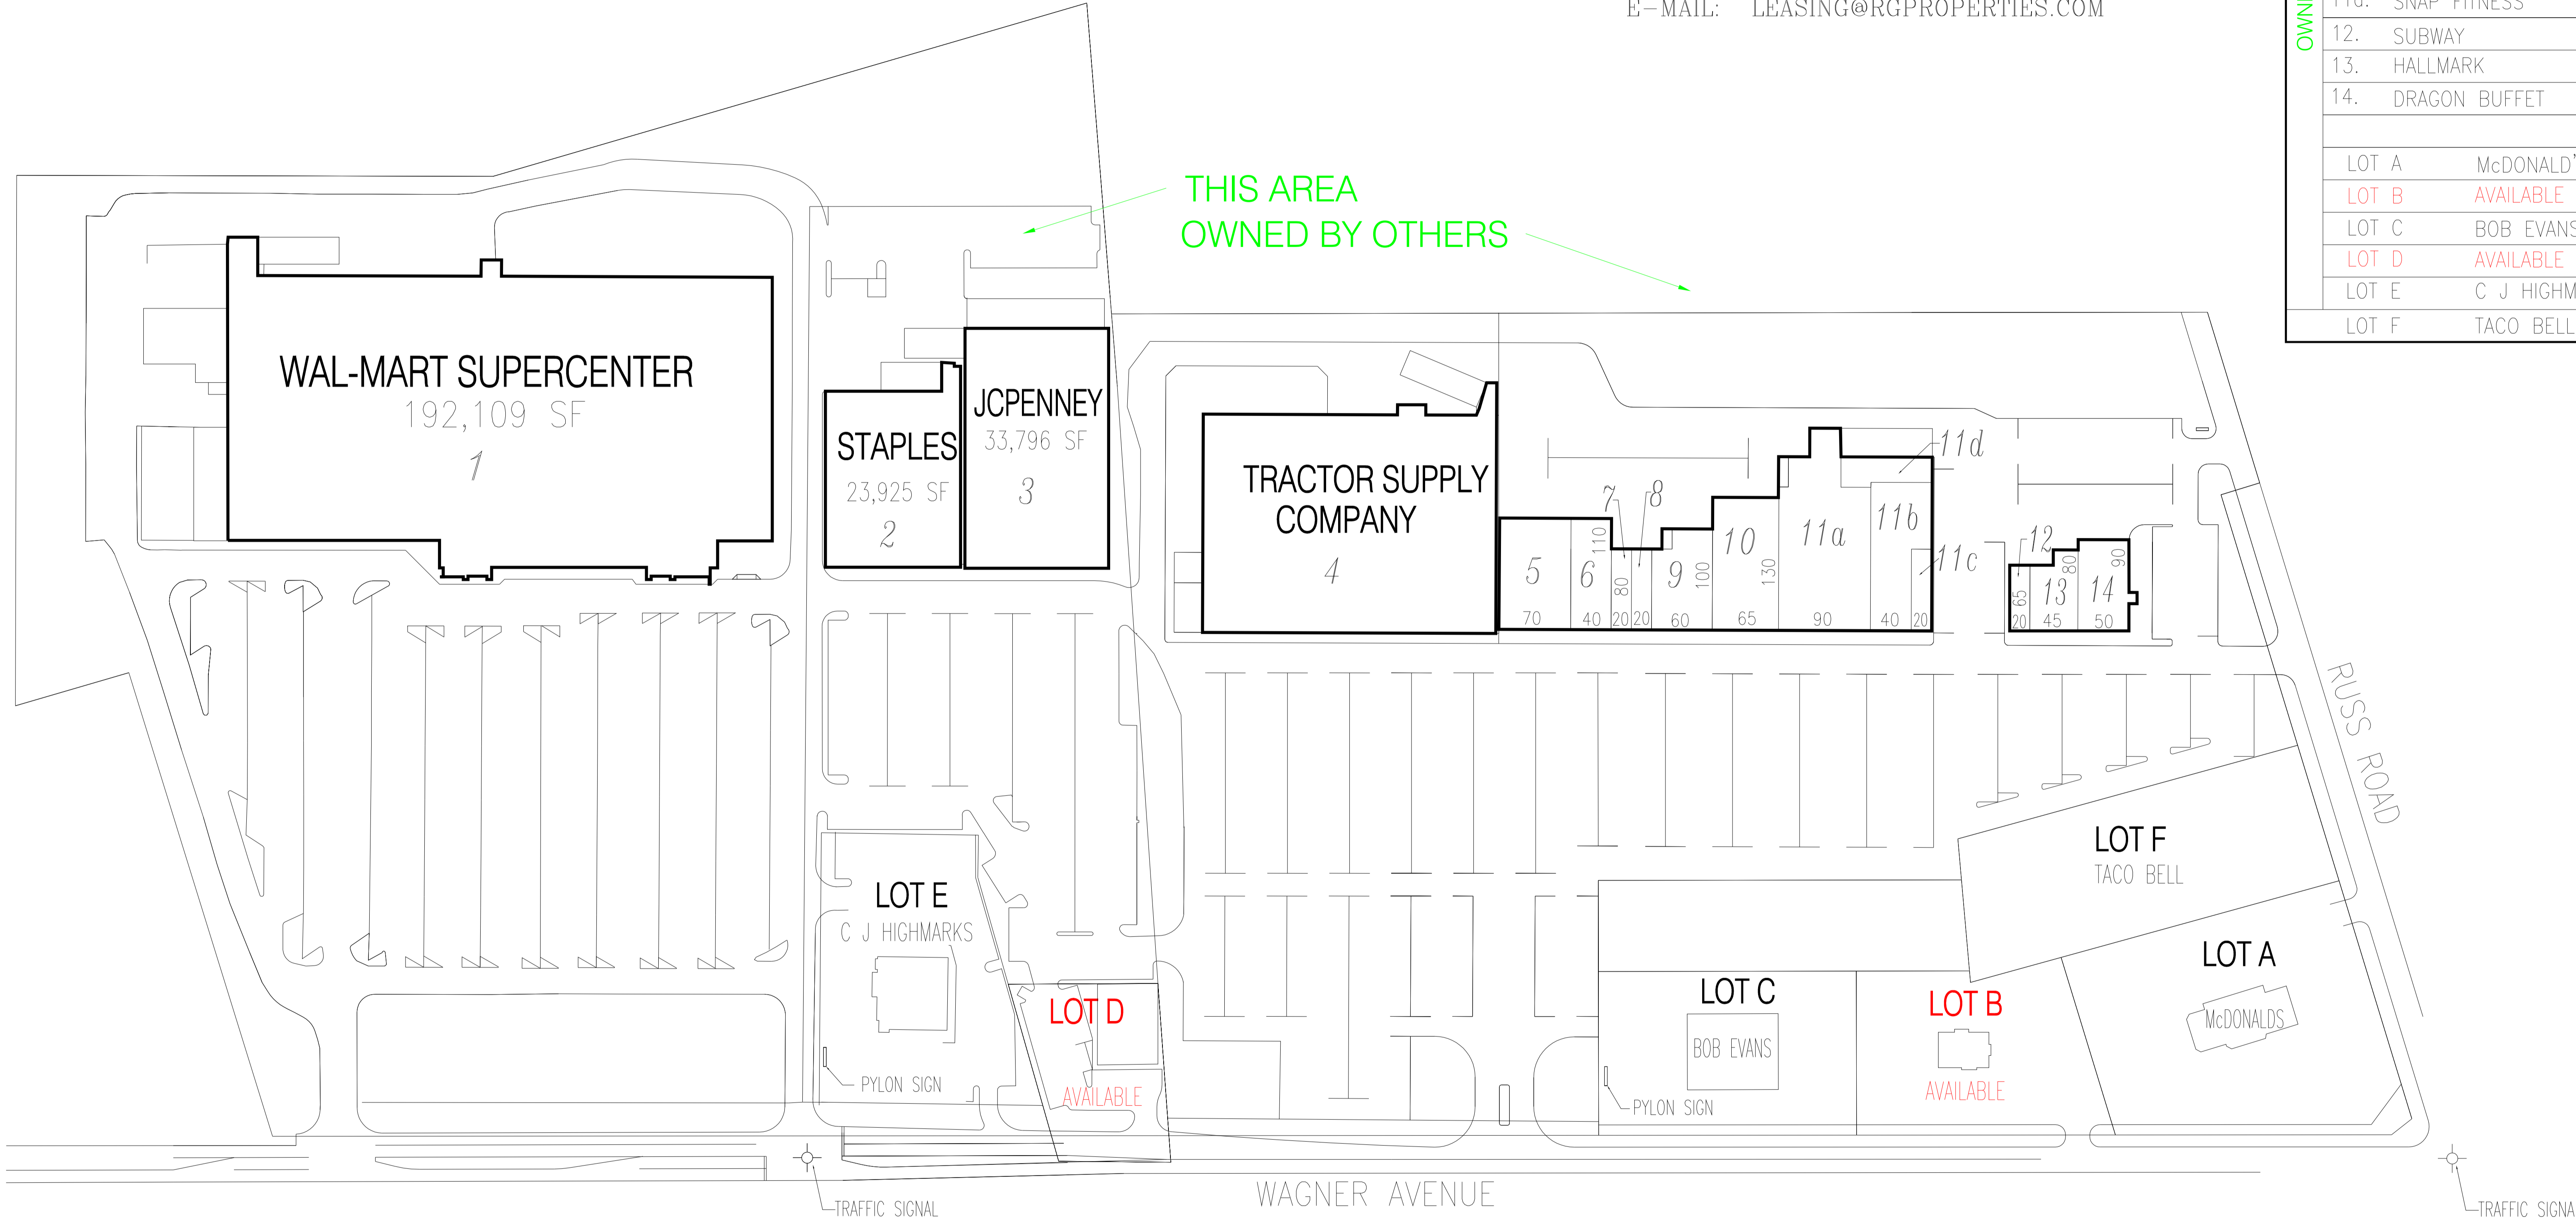 E-MAIL: LEASING@RGPROPERTIES.COM
OWNE
11d. SNAP FITNESS
12. SUBWAY
13. HALLMARK
14. DRAGON BUFFET
LOT A McDONALD'
LOT B AVAILABLE
LOT C BOB EVANS
LOT D AVAILABLE
LOT E C J HIGHM
LOT F TACO BELL
THIS AREA
OWNED BY OTHERS
WAL-MART SUPERCENTER
192,109 SF
1
STAPLES
23,925 SF
2
JCPENNEY
33,796 SF
3
TRACTOR SUPPLY
COMPANY
4
5
70
6
110
40
7
80
20
8
20
9
100
60
10
130
65
11a
90
11b
40
11c
20
11d
12
65
20
13
80
45
14
90
50
RUSS ROAD
LOT F
TACO BELL
LOT A
McDONALDS
LOT E
C J HIGHMARKS
PYLON SIGN
LOT D
AVAILABLE
LOT C
BOB EVANS
PYLON SIGN
LOT B
AVAILABLE
WAGNER AVENUE
TRAFFIC SIGNAL
TRAFFIC SIGNA